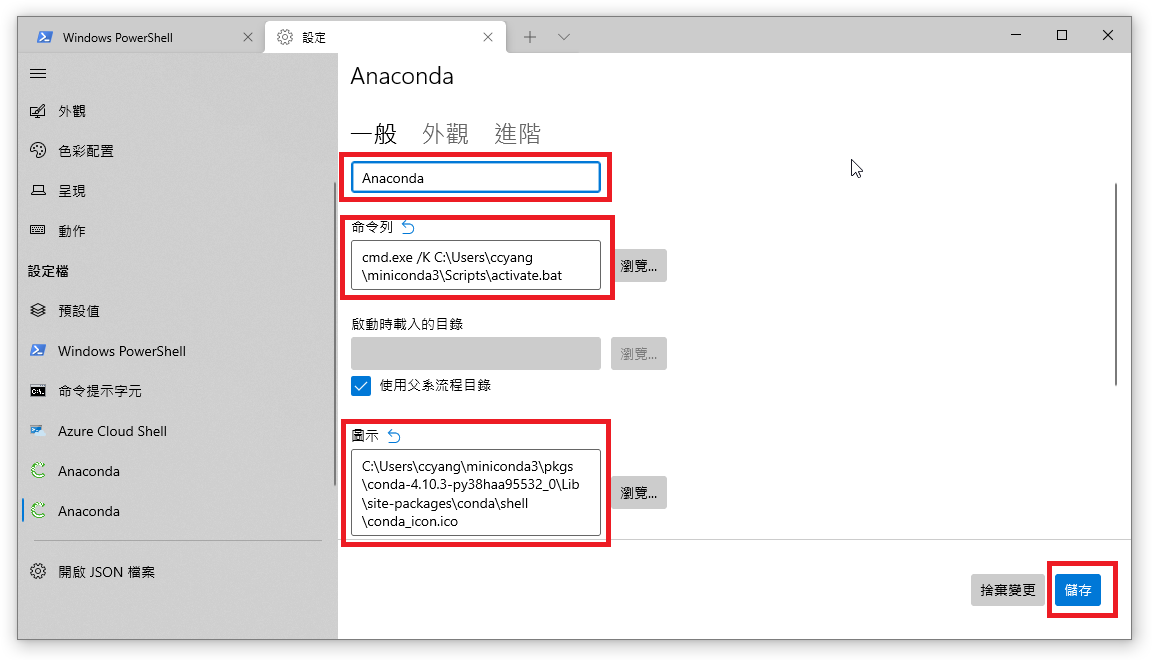 Windows PowerShell
設定
外觀
色彩配置
呈現
動作
設定檔
預設值
Windows PowerShell
命令提示字元
Azure Cloud Shell
Anaconda
Anaconda
開啟 JSON 檔案
Anaconda
一般 外觀 進階
Anaconda
命令列
cmd.exe /K C:\Users\ccyang
\miniconda3\Scripts\activate.bat
瀏覽...
啟動時載入的目錄
瀏覽...
使用父系流程目錄
圖示
C:\Users\ccyang\miniconda3\pkgs
\conda-4.10.3-py38haa95532_0\Lib
\site-packages\conda\shell
\conda_icon.ico
瀏覽...
捨棄變更
儲存